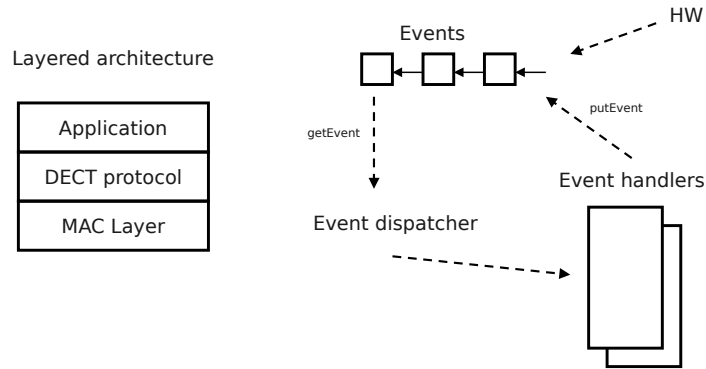 Layered architecture
Application
DECT protocol
MAC Layer
Events
HW
getEvent
putEvent
Event handlers
Event dispatcher